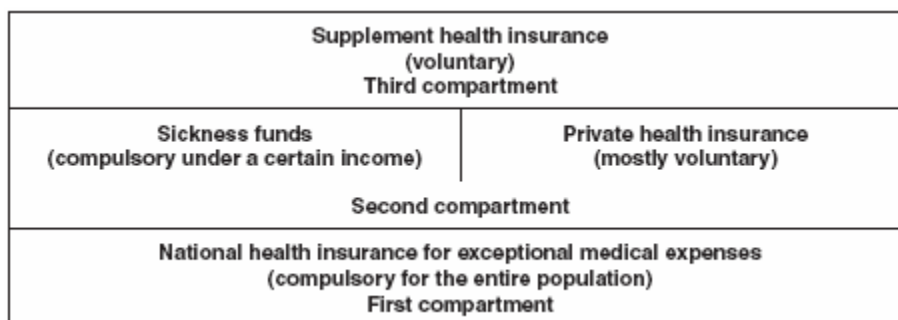 Supplement health insurance
(voluntary)
Third compartment
Sickness funds
(compulsory under a certain income)
Private health insurance
(mostly voluntary)
Second compartment
National health insurance for exceptional medical expenses
(compulsory for the entire population)
First compartment